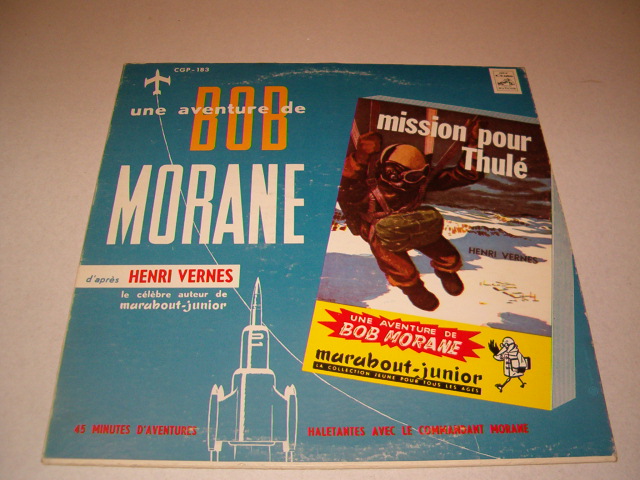 CGP - 183
une aventure de
BOB
MORANE
d'après HENRI VERNES
le célèbre auteur de
marabout-junior
mission pour
Thulé
HENRI VERNES
UNE AVENTURE DE
BOB MORANE
marabout-junior
LA COLLECTION JEUNE POUR TOUS LES AGES
45 MINUTES D'AVENTURES HALETANTES AVEC LE COMMANDANT MORANE